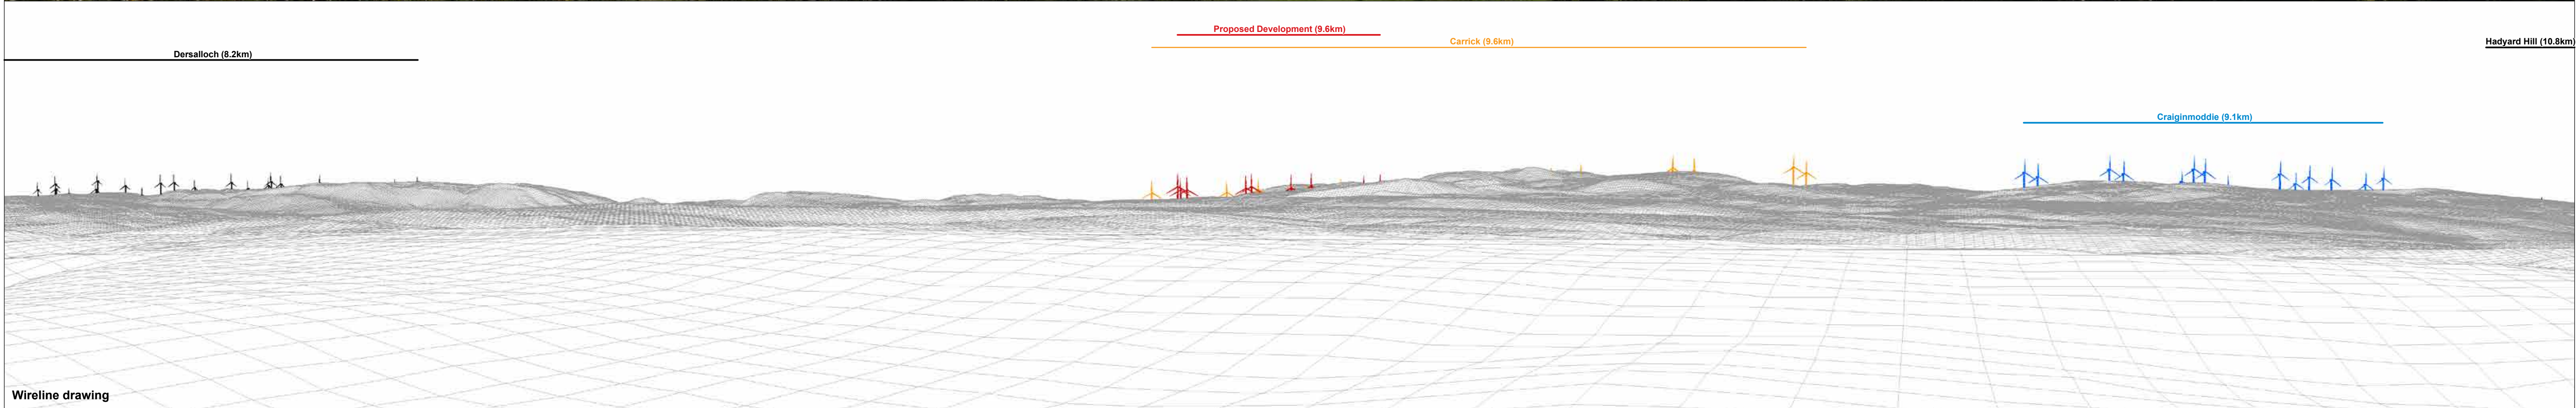 Proposed Development (9.6km)
Carrick (9.6km)
Hadyard Hill (10.8km)
Dersalloch (8.2km)
Craiginmoddie (9.1km)
Wireline drawing